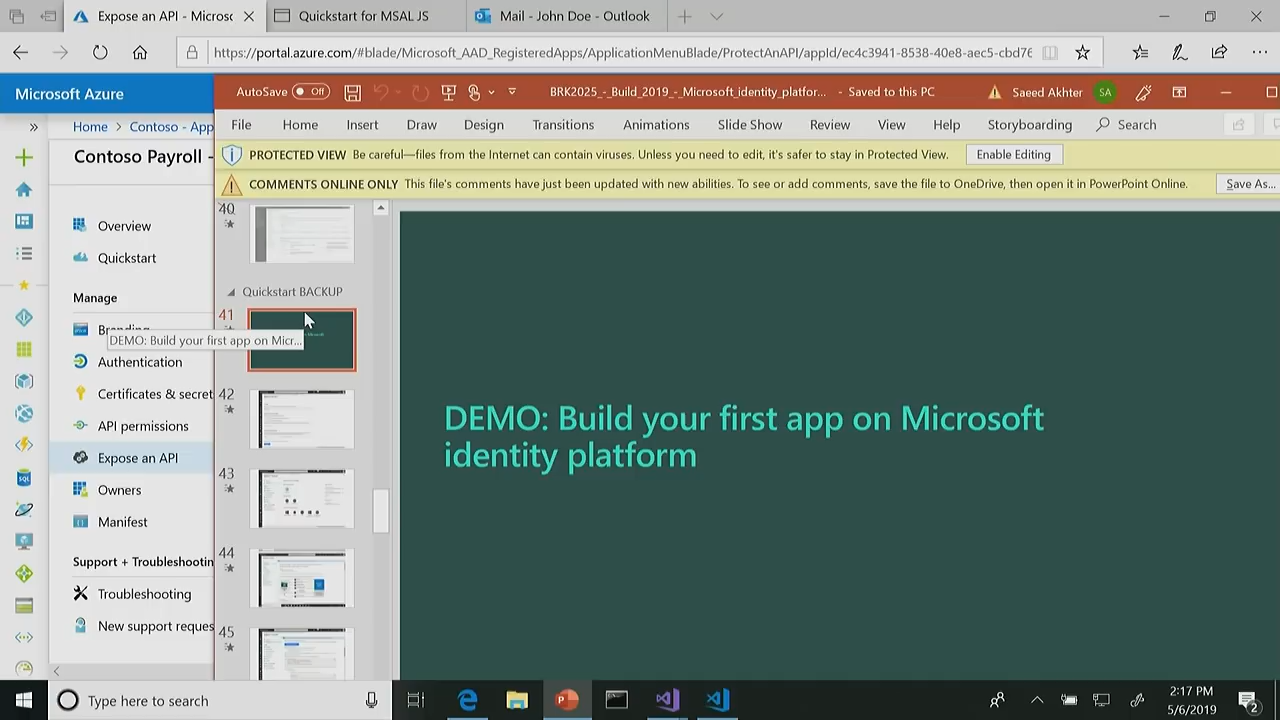 Expose an API - Microsc
Quickstart for MSAL JS
Mail - John Doe - Outlook
https://portal.azure.com/#blade/Microsoft_AAD_RegisteredApps/ApplicationMenuBlade/ProtectAnAPI/appId/ec4c3941-8538-40e8-aec5-cbd76
Microsoft Azure
AutoSave Off
BRK2025_-_Build_2019_-_Microsoft_identity_platfor... - Saved to this PC
Saeed Akhter SA
Home > Contoso - App
File Home Insert Draw Design Transitions Animations Slide Show Review View Help Storyboarding Search
Contoso Payroll -
PROTECTED VIEW Be careful—files from the Internet can contain viruses. Unless you need to edit, it's safer to stay in Protected View. Enable Editing
COMMENTS ONLINE ONLY This file's comments have just been updated with new abilities. To see or add comments, save the file to OneDrive, then open it in PowerPoint Online. Save As...
Overview
Quickstart
Manage
Branding
Authentication
Certificates & secret
API permissions
Expose an API
Owners
Manifest
Support + Troubleshootin
Troubleshooting
New support reques
40
Quickstart BACKUP
41
DEMO: Build your first app on Micr...
42
43
44
45
DEMO: Build your first app on Microsoft
identity platform
Type here to search
2:17 PM
5/6/2019
2